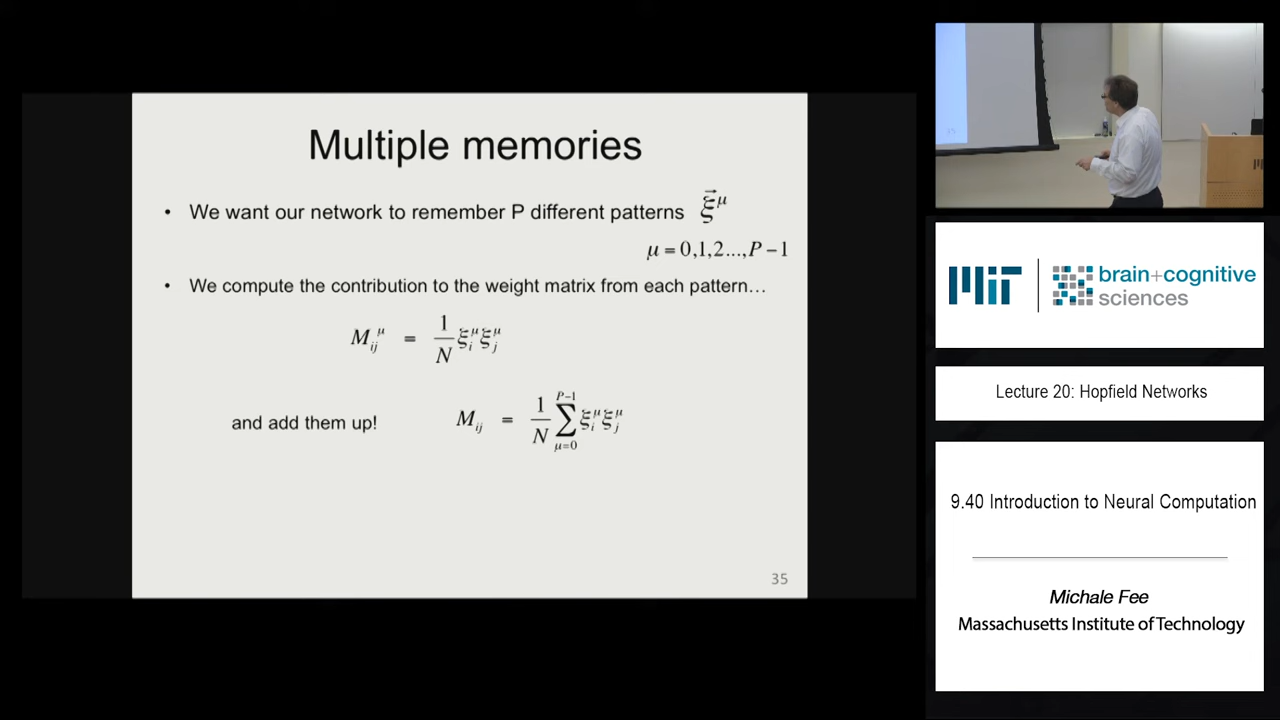 Multiple memories
• We want our network to remember P different patterns ξ⃗^μ
μ = 0,1,2...,P − 1
• We compute the contribution to the weight matrix from each pattern…
M_ij^μ = 1/N ξ_i^μ ξ_j^μ
and add them up! M_ij = 1/N ∑_{μ=0}^{P−1} ξ_i^μ ξ_j^μ
35
MIT
brain+cognitive
sciences
Lecture 20: Hopfield Networks
9.40 Introduction to Neural Computation
Michale Fee
Massachusetts Institute of Technology